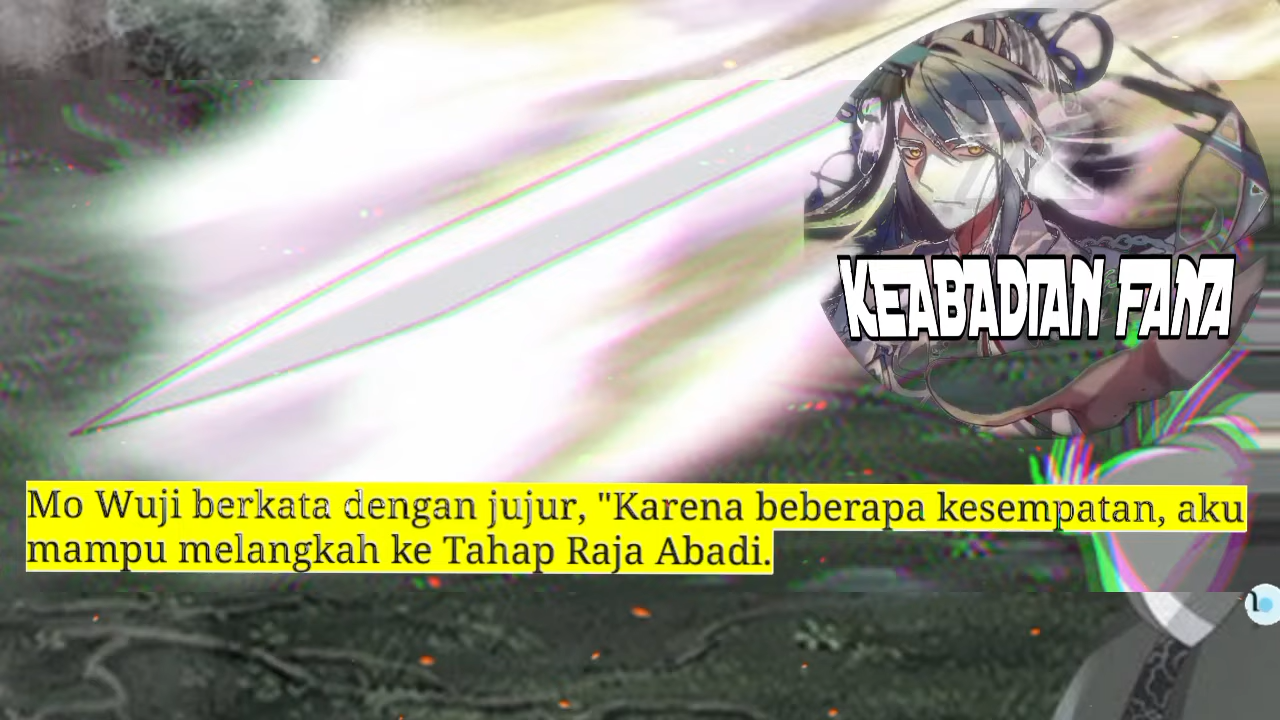 KEABADIAN FANA
Mo Wuji berkata dengan jujur, "Karena beberapa kesempatan, aku
mampu melangkah ke Tahap Raja Abadi.